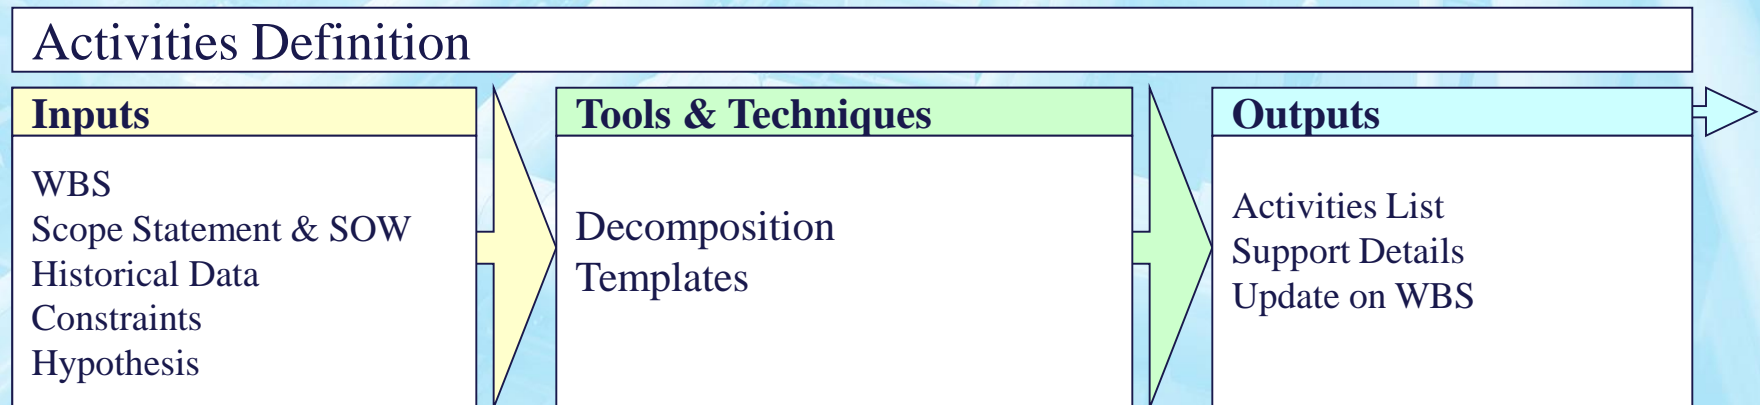 Activities Definition
Inputs
WBS
Scope Statement & SOW
Historical Data
Constraints
Hypothesis
Tools & Techniques
Decomposition
Templates
Outputs
Activities List
Support Details
Update on WBS